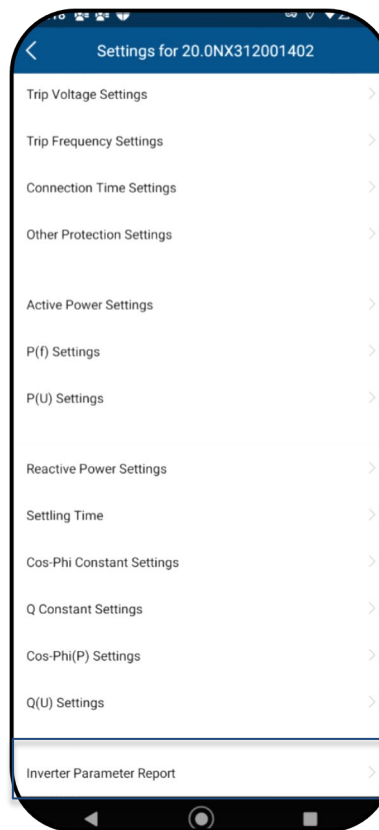 Settings for 20.0NX312001402
Trip Voltage Settings
Trip Frequency Settings
Connection Time Settings
Other Protection Settings
Active Power Settings
P(f) Settings
P(U) Settings
Reactive Power Settings
Settling Time
Cos-Phi Constant Settings
Q Constant Settings
Cos-Phi(P) Settings
Q(U) Settings
Inverter Parameter Report